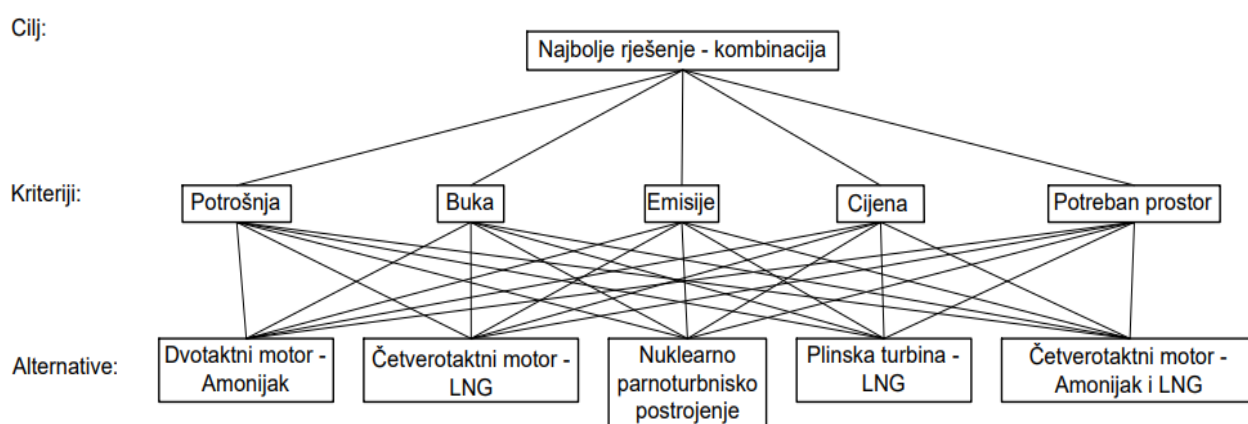 Cilj:
Najbolje rješenje - kombinacija
Kriteriji:
Potrošnja
Buka
Emisije
Cijena
Potreban prostor
Alternative:
Dvotaktni motor -
Amonijak
Četverotaktni motor -
LNG
Nuklearno
parnoturbnisko
postrojenje
Plinska turbina -
LNG
Četverotaktni motor -
Amonijak i LNG